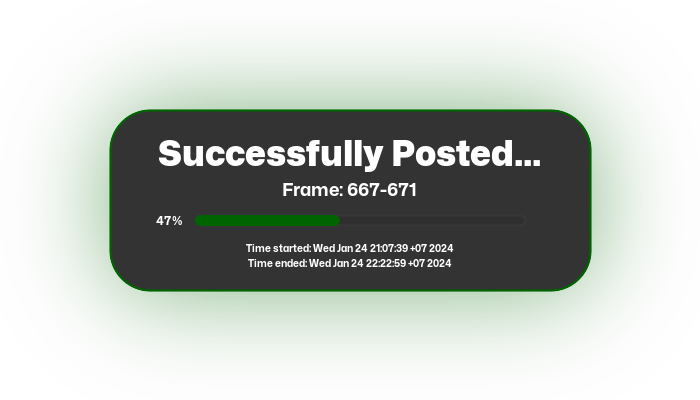 Successfully Posted...
Frame: 667-671
47%
Time started: Wed Jan 24 21:07:39 +07 2024
Time ended: Wed Jan 24 22:22:59 +07 2024